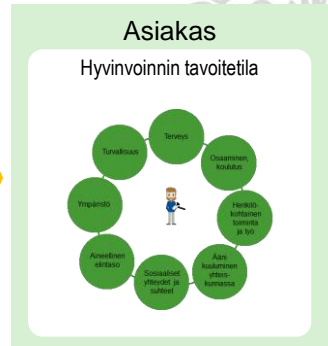 Asiakas
Hyvinvoinnin tavoitetila
Terveys
Osaaminen,
koulutus
Henkilö-
kohtainen
toiminta
ja työ
Ääni
kuuluminen
yhteis-
kunnassa
Sosiaaliset
yhteydet ja
suhteet
Aineellinen
elintaso
Ympäristö
Turvallisuus